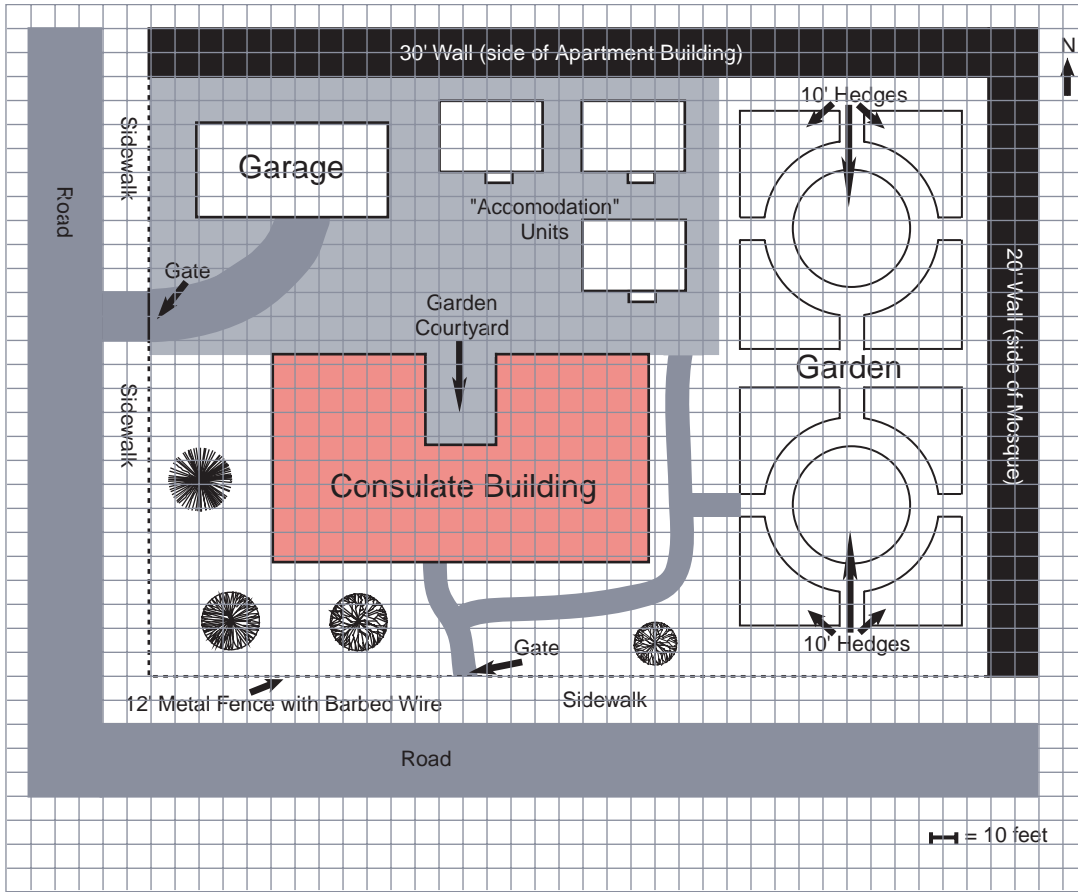 30' Wall (side of Apartment Building)
N
10' Hedges
Sidewalk
Garage
Road
"Accomodation"
Units
Gate
Garden
Courtyard
20' Wall (side of Mosque)
Garden
Sidewalk
Consulate Building
Gate
10' Hedges
12' Metal Fence with Barbed Wire
Sidewalk
Road
= 10 feet